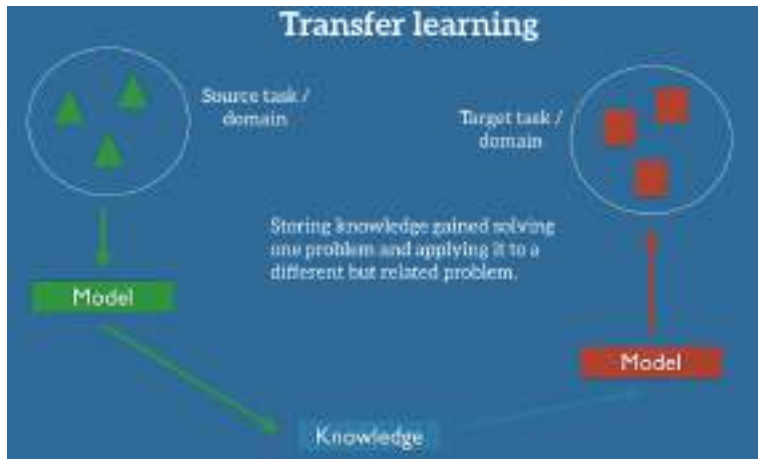 Transfer learning
Source task /
domain
Target task /
domain
Storing knowledge gained solving
one problem and applying it to a
different but related problem.
Model
Model
Knowledge